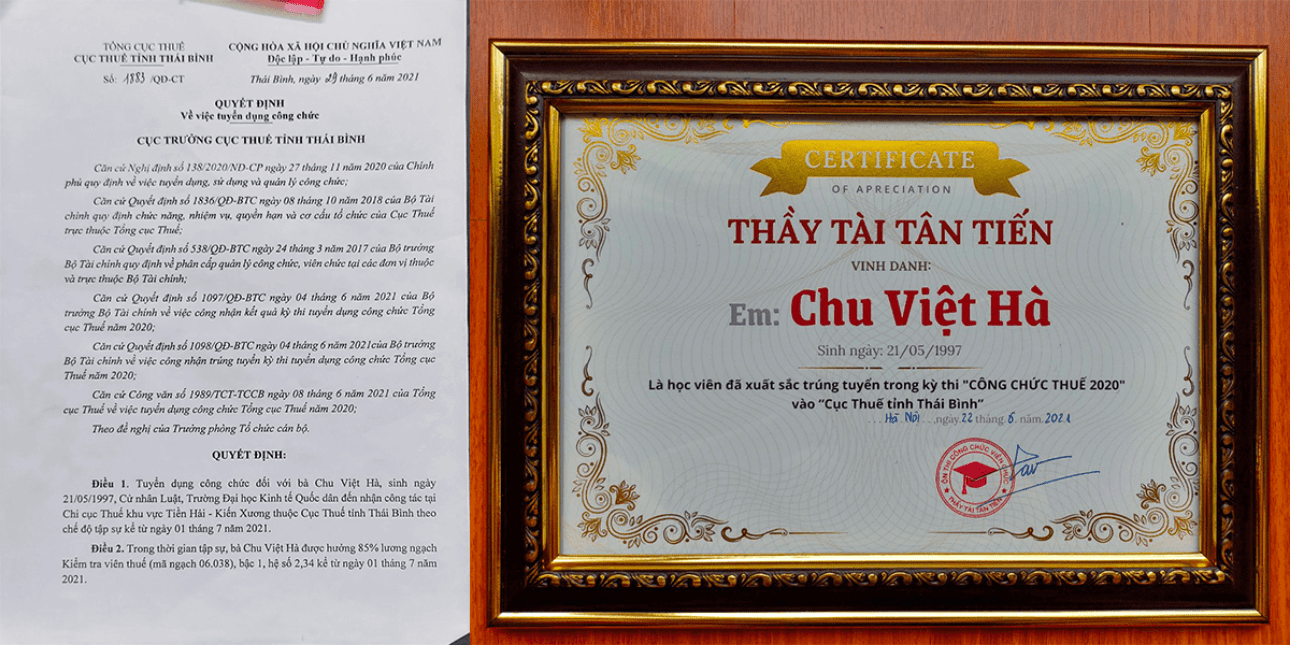 TỔNG CỤC THUẾ
CỤC THUẾ TỈNH THÁI BÌNH
Số: 1883 /QĐ-CT
CỘNG HÒA XÃ HỘI CHỦ NGHĨA VIỆT NAM
Độc lập - Tự do - Hạnh phúc
Thái Bình, ngày 29 tháng 6 năm 2021
QUYẾT ĐỊNH
Về việc tuyển dụng công chức
CỤC TRƯỞNG CỤC THUẾ TỈNH THÁI BÌNH
Căn cứ Nghị định số 138/2020/NĐ-CP ngày 27 tháng 11 năm 2020 của Chính
phủ quy định về việc tuyển dụng, sử dụng và quản lý công chức;
Căn cứ Quyết định số 1836/QĐ-BTC ngày 08 tháng 10 năm 2018 của Bộ Tài
chính quy định chức năng, nhiệm vụ, quyền hạn và cơ cấu tổ chức của Cục Thuế
trực thuộc Tổng cục Thuế;
Căn cứ Quyết định số 538/QĐ-BTC ngày 24 tháng 3 năm 2017 của Bộ trưởng
Bộ Tài chính quy định về phân cấp quản lý công chức, viên chức tại các đơn vị thuộc
và trực thuộc Bộ Tài chính;
Căn cứ Quyết định số 1097/QĐ-BTC ngày 04 tháng 6 năm 2021 của Bộ
trưởng Bộ Tài chính về việc công nhận kết quả kỳ thi tuyển dụng công chức Tổng
cục Thuế năm 2020;
Căn cứ Quyết định số 1098/QĐ-BTC ngày 04 tháng 6 năm 2021của Bộ trưởng
Bộ Tài chính về việc công nhận trúng tuyển kỳ thi tuyển dụng công chức Tổng cục
Thuế năm 2020;
Căn cứ Công văn số 1989/TCT-TCCB ngày 08 tháng 6 năm 2021 của Tổng
cục Thuế về việc tuyển dụng công chức Tổng cục Thuế năm 2020;
Theo đề nghị của Trưởng phòng Tổ chức cán bộ.
QUYẾT ĐỊNH:
Điều 1. Tuyển dụng công chức đối với bà Chu Việt Hà, sinh ngày
21/05/1997, Cử nhân Luật, Trường Đại học Kinh tế Quốc dân đến nhận công tác tại
Chi cục Thuế khu vực Tiền Hải - Kiến Xương thuộc Cục Thuế tỉnh Thái Bình theo
chế độ tập sự kể từ ngày 01 tháng 7 năm 2021.
Điều 2. Trong thời gian tập sự, bà Chu Việt Hà được hưởng 85% lương ngạch
Kiểm tra viên thuế (mã ngạch 06.038), bậc 1, hệ số 2,34 kể từ ngày 01 tháng 7 năm
2021.
CERTIFICATE
OF APRECIATION
THẦY TÀI TÂN TIẾN
VINH DANH:
Em: Chu Việt Hà
Sinh ngày: 21/05/1997
Là học viên đã xuất sắc trúng tuyển trong kỳ thi "CÔNG CHỨC THUẾ 2020"
vào “Cục Thuế tỉnh Thái Bình”
...Hà Nội...,ngày.22 tháng.6. năm.2021
ÔN THI CÔNG CHỨC VIÊN CHỨC
THẦY TÀI TÂN TIẾN